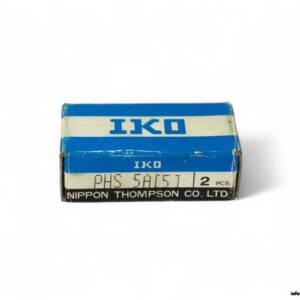 IKO
IKO
PHS 5A[5] 2 PCS.
NIPPON THOMPSON CO., LTD.